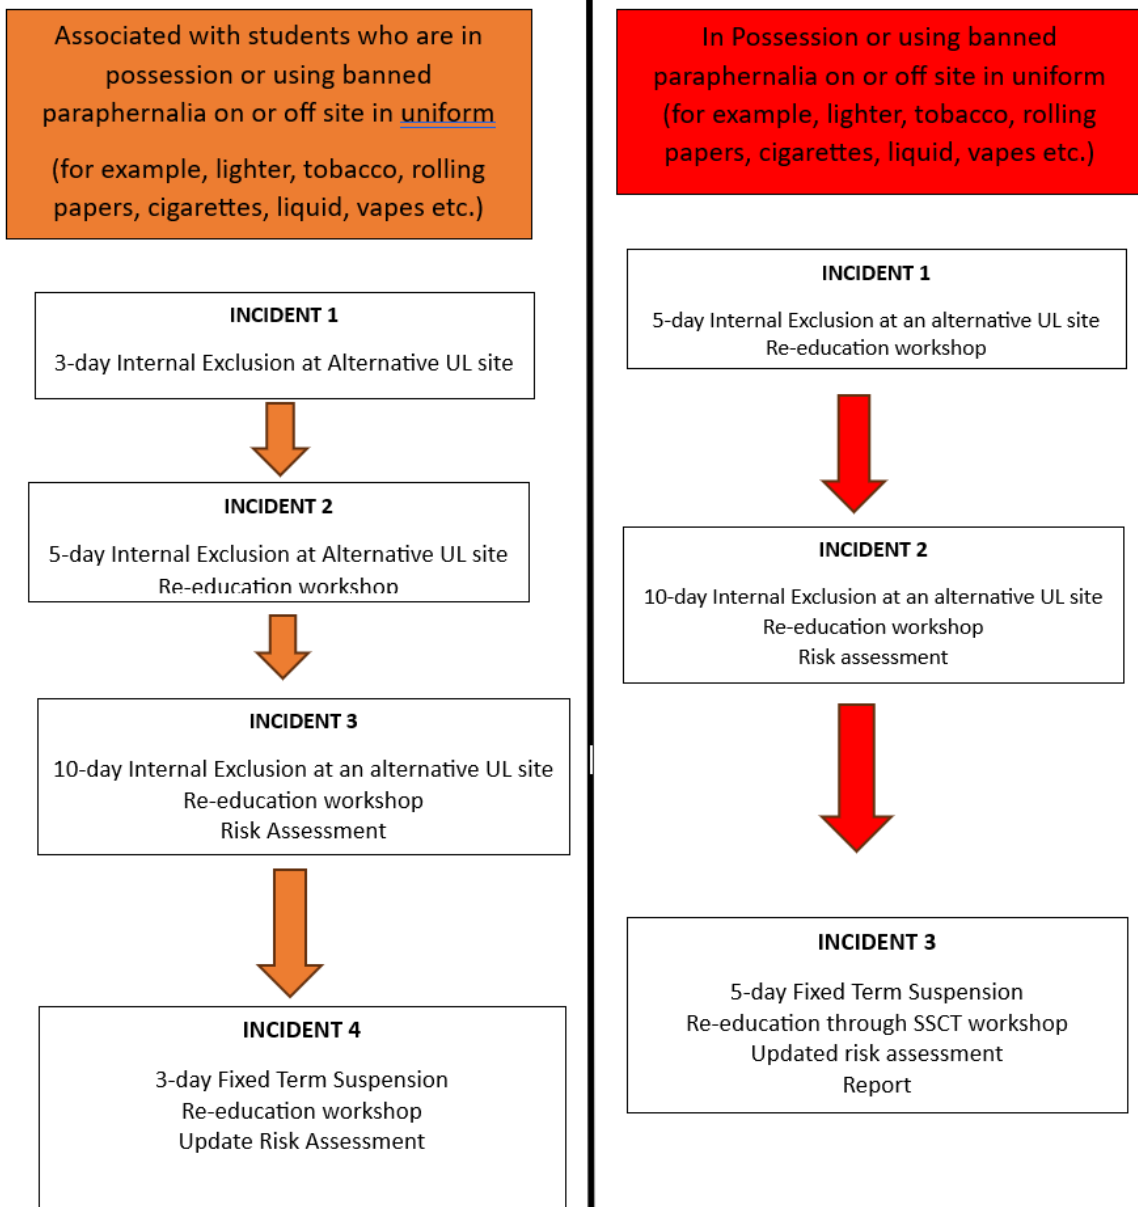 Associated with students who are in
possession or using banned
paraphernalia on or off site in uniform
(for example, lighter, tobacco, rolling
papers, cigarettes, liquid, vapes etc.)
INCIDENT 1
3-day Internal Exclusion at Alternative UL site
INCIDENT 2
5-day Internal Exclusion at Alternative UL site
Re-education workshop
INCIDENT 3
10-day Internal Exclusion at an alternative UL site
Re-education workshop
Risk Assessment
INCIDENT 4
3-day Fixed Term Suspension
Re-education workshop
Update Risk Assessment
In Possession or using banned
paraphernalia on or off site in uniform
(for example, lighter, tobacco, rolling
papers, cigarettes, liquid, vapes etc.)
INCIDENT 1
5-day Internal Exclusion at an alternative UL site
Re-education workshop
INCIDENT 2
10-day Internal Exclusion at an alternative UL site
Re-education workshop
Risk assessment
INCIDENT 3
5-day Fixed Term Suspension
Re-education through SSCT workshop
Updated risk assessment
Report